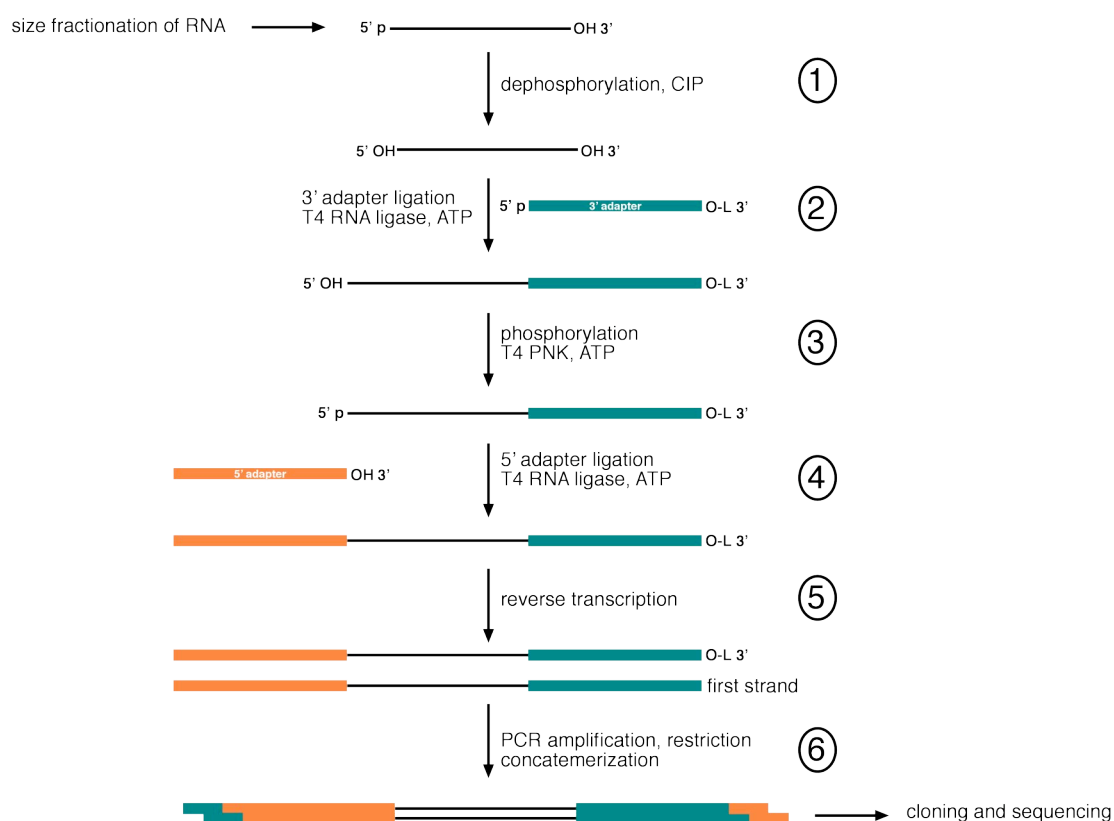 size fractionation of RNA
5' p
OH 3'
dephosphorylation, CIP
1
5' OH
OH 3'
3' adapter ligation
T4 RNA ligase, ATP
5' p
3' adapter
O-L 3'
2
5' OH
O-L 3'
phosphorylation
T4 PNK, ATP
3
5' p
O-L 3'
5' adapter
OH 3'
5' adapter ligation
T4 RNA ligase, ATP
4
O-L 3'
reverse transcription
5
O-L 3'
first strand
PCR amplification, restriction
concatemerization
6
cloning and sequencing